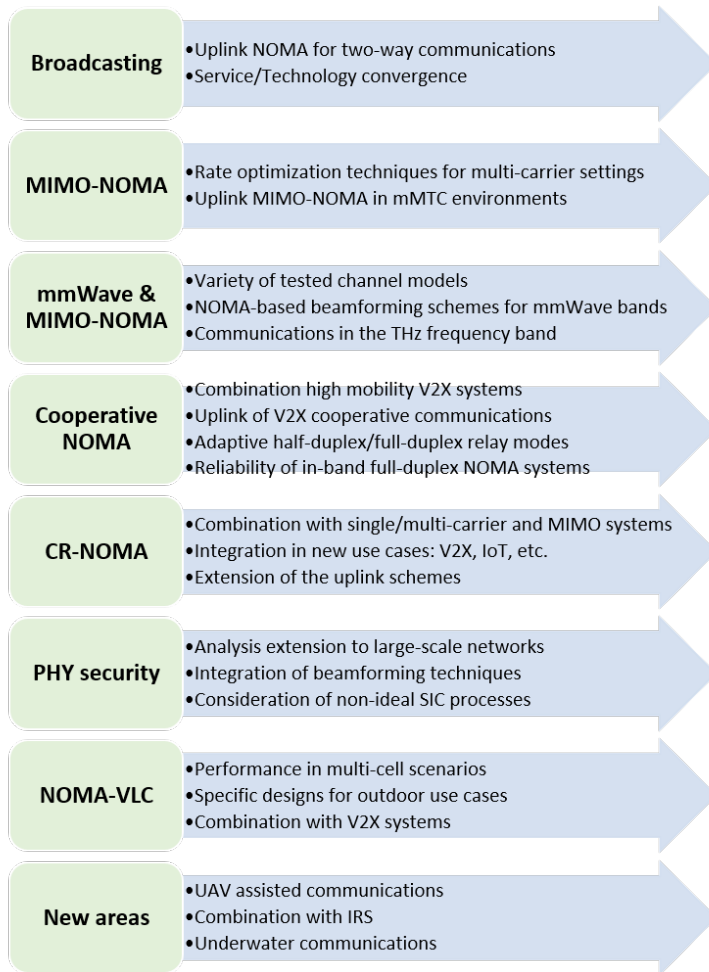 Broadcasting
•Uplink NOMA for two-way communications
•Service/Technology convergence
MIMO-NOMA
•Rate optimization techniques for multi-carrier settings
•Uplink MIMO-NOMA in mMTC environments
mmWave &
MIMO-NOMA
•Variety of tested channel models
•NOMA-based beamforming schemes for mmWave bands
•Communications in the THz frequency band
Cooperative
NOMA
•Combination high mobility V2X systems
•Uplink of V2X cooperative communications
•Adaptive half-duplex/full-duplex relay modes
•Reliability of in-band full-duplex NOMA systems
CR-NOMA
•Combination with single/multi-carrier and MIMO systems
•Integration in new use cases: V2X, IoT, etc.
•Extension of the uplink schemes
PHY security
•Analysis extension to large-scale networks
•Integration of beamforming techniques
•Consideration of non-ideal SIC processes
NOMA-VLC
•Performance in multi-cell scenarios
•Specific designs for outdoor use cases
•Combination with V2X systems
New areas
•UAV assisted communications
•Combination with IRS
•Underwater communications